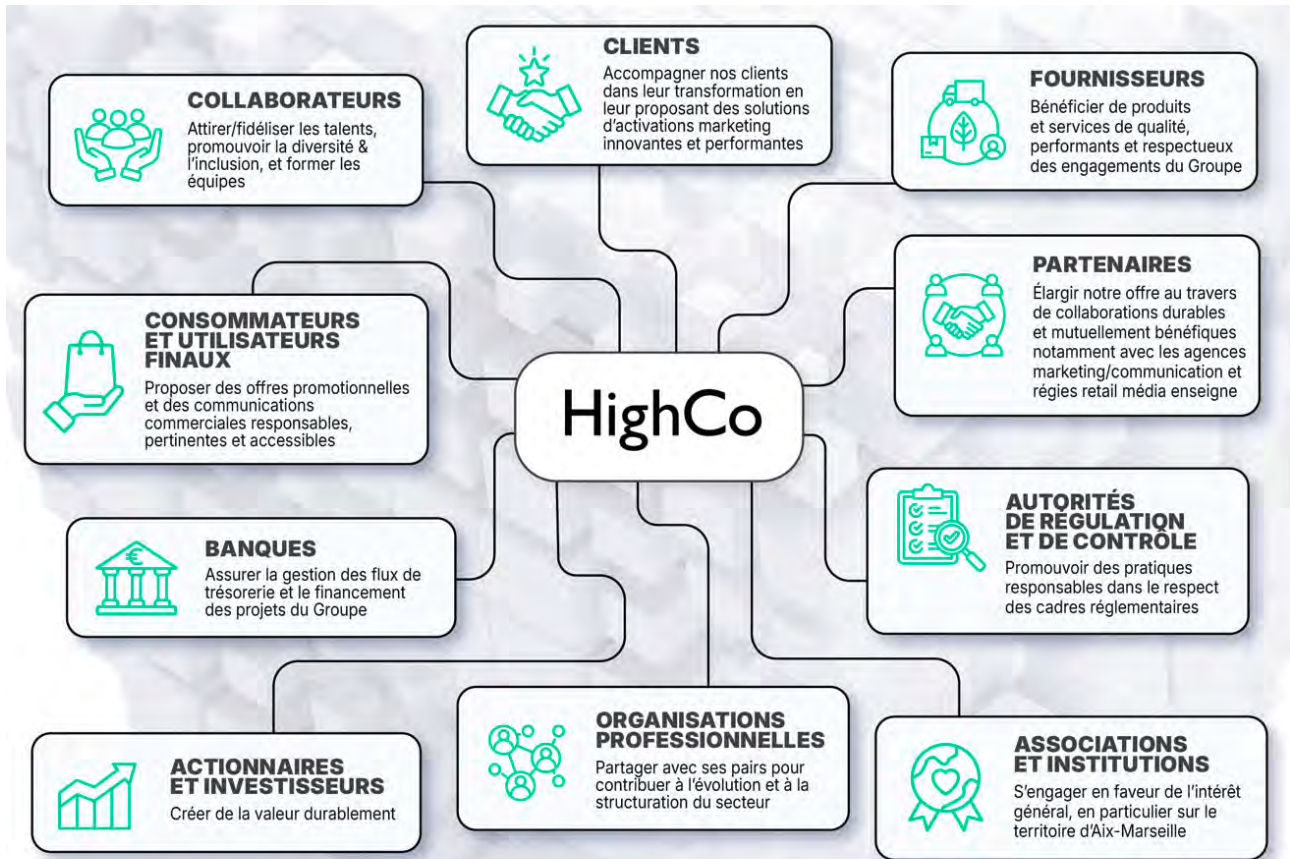 CLIENTS
Accompagner nos clients
dans leur transformation en
leur proposant des solutions
d'activations marketing
innovantes et performantes
COLLABORATEURS
Attirer/fidéliser les talents,
promouvoir la diversité &
l'inclusion, et former les
équipes
FOURNISSEURS
Bénéficier de produits
et services de qualité,
performants et respectueux
des engagements du Groupe
CONSOMMATEURS
ET UTILISATEURS
FINAUX
Proposer des offres promotionnelles
et des communications
commerciales responsables,
pertinentes et accessibles
PARTENAIRES
Élargir notre offre au travers
de collaborations durables
et mutuellement bénéfiques
notamment avec les agences
marketing/communication et
régies retail média enseigne
HighCo
BANQUES
Assurer la gestion des flux de
trésorerie et le financement
des projets du Groupe
€
AUTORITÉS
DE RÉGULATION
ET DE CONTRÔLE
Promouvoir des pratiques
responsables dans le respect
des cadres réglementaires
ACTIONNAIRES
ET INVESTISSEURS
Créer de la valeur durablement
ORGANISATIONS
PROFESSIONNELLES
Partager avec ses pairs pour
contribuer à l'évolution et à la
structuration du secteur
ASSOCIATIONS
ET INSTITUTIONS
S'engager en faveur de l'intérêt
général, en particulier sur le
territoire d'Aix-Marseille